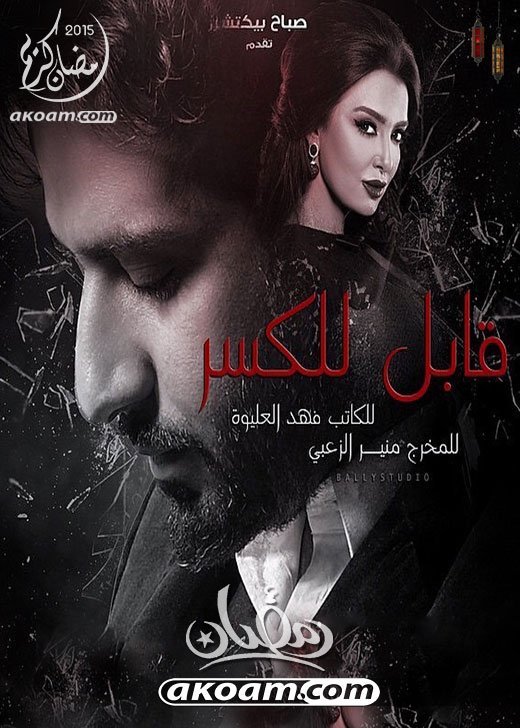 صباح بيكتشرز
تقدم
2015
رمضان كريم
akoam.com
قابل للكسر
للكاتب فهد العليوة
للمخرج منير الزعبي
BALLYSTUDIO
رمضان
akoam.com